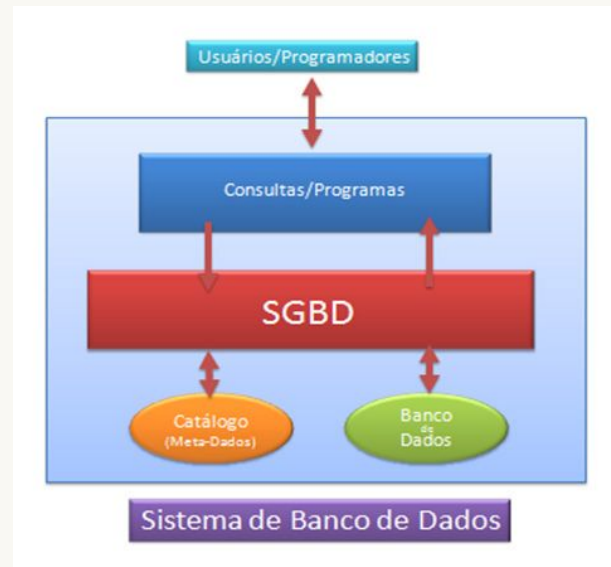 Usuários/Programadores
Consultas/Programas
SGBD
Catálogo
(Meta-Dados)
Banco
de
Dados
Sistema de Banco de Dados